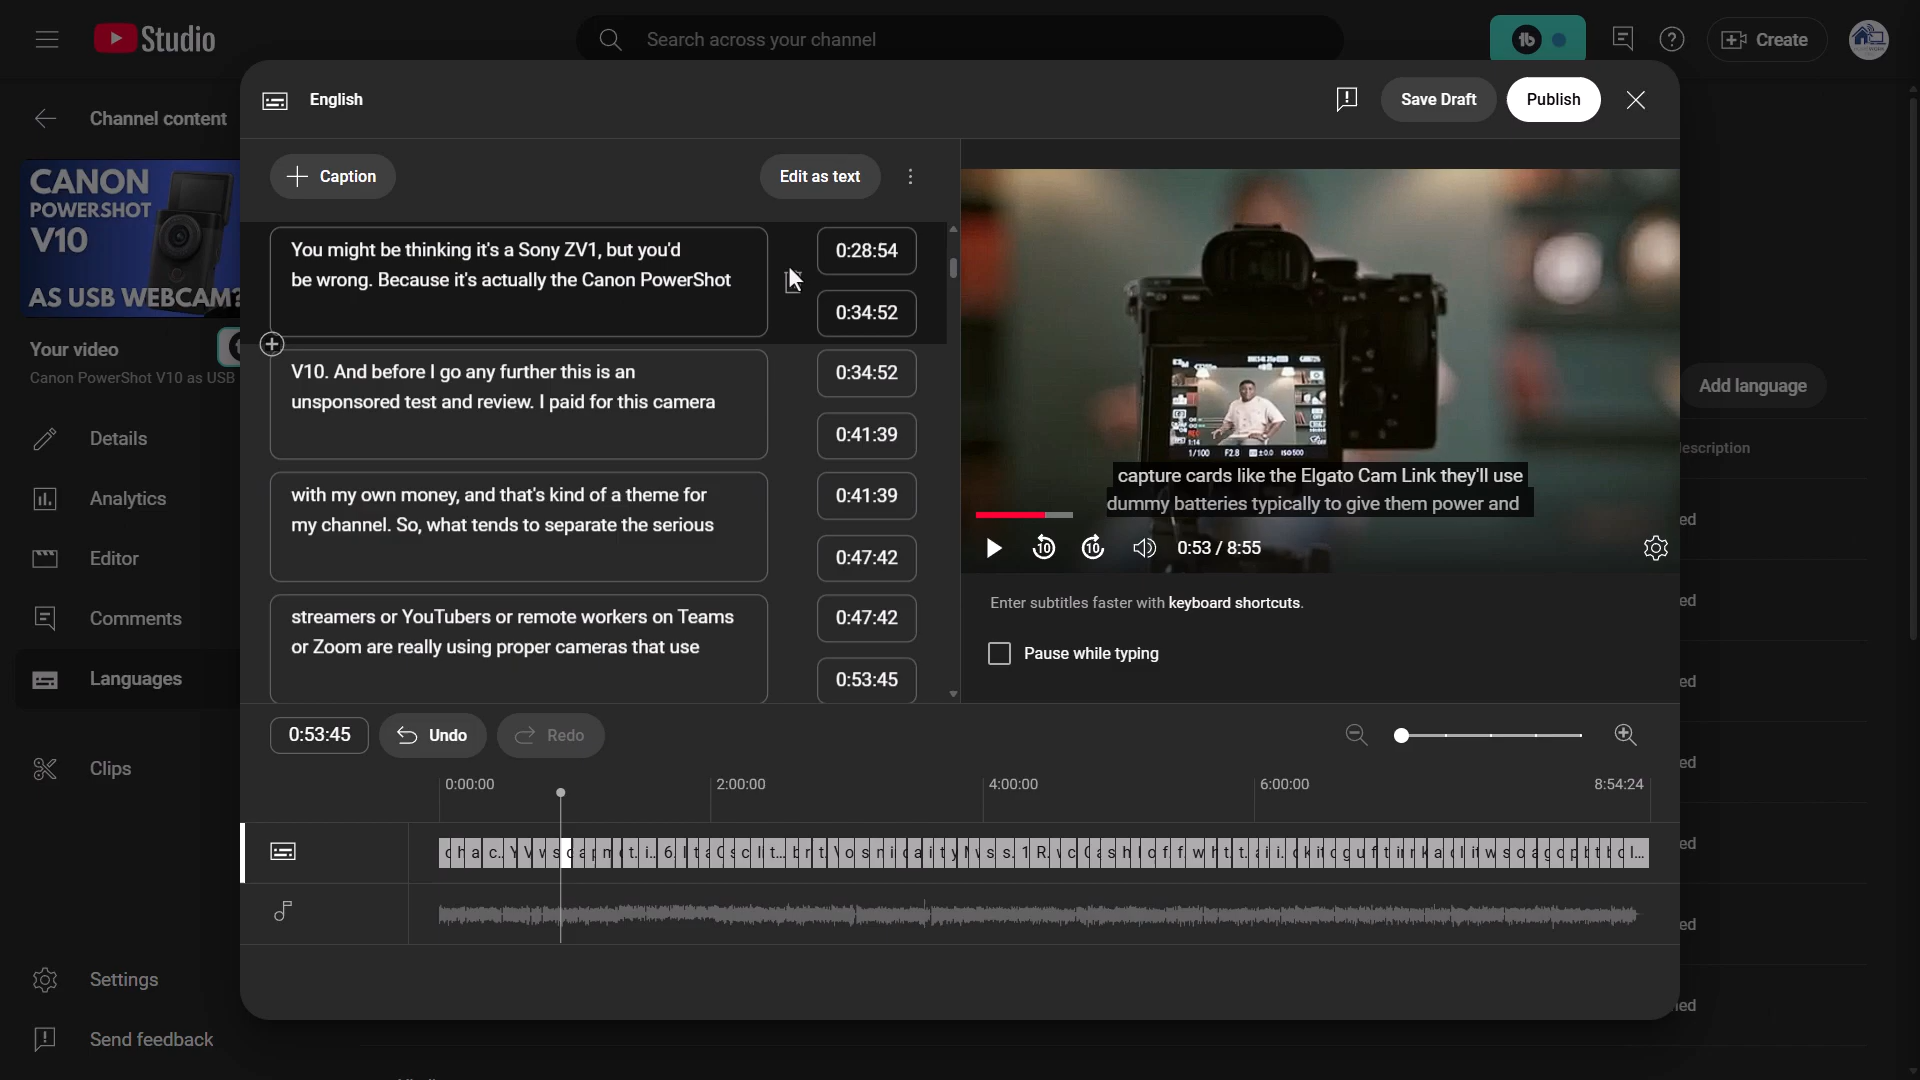 Studio
Search across your channel
Create
Channel content
CANON
POWERSHOT
V10
AS USB WEBCAM?
Your video
Canon PowerShot V10 as USB
Details
Analytics
Editor
Comments
Languages
Clips
Settings
Send feedback
English
Save Draft
Publish
Caption
Edit as text
You might be thinking it's a Sony ZV1, but you'd
be wrong. Because it's actually the Canon PowerShot
0:28:54
0:34:52
V10. And before I go any further this is an
unsponsored test and review. I paid for this camera
0:34:52
0:41:39
with my own money, and that's kind of a theme for
my channel. So, what tends to separate the serious
0:41:39
0:47:42
streamers or YouTubers or remote workers on Teams
or Zoom are really using proper cameras that use
0:47:42
0:53:45
1/100 F2.8 ±0.0 ISO500
capture cards like the Elgato Cam Link they'll use
dummy batteries typically to give them power and
10
10
0:53 / 8:55
Enter subtitles faster with keyboard shortcuts.
Pause while typing
Add language
0:53:45
Undo
Redo
0:00:00
2:00:00
4:00:00
6:00:00
8:54:24